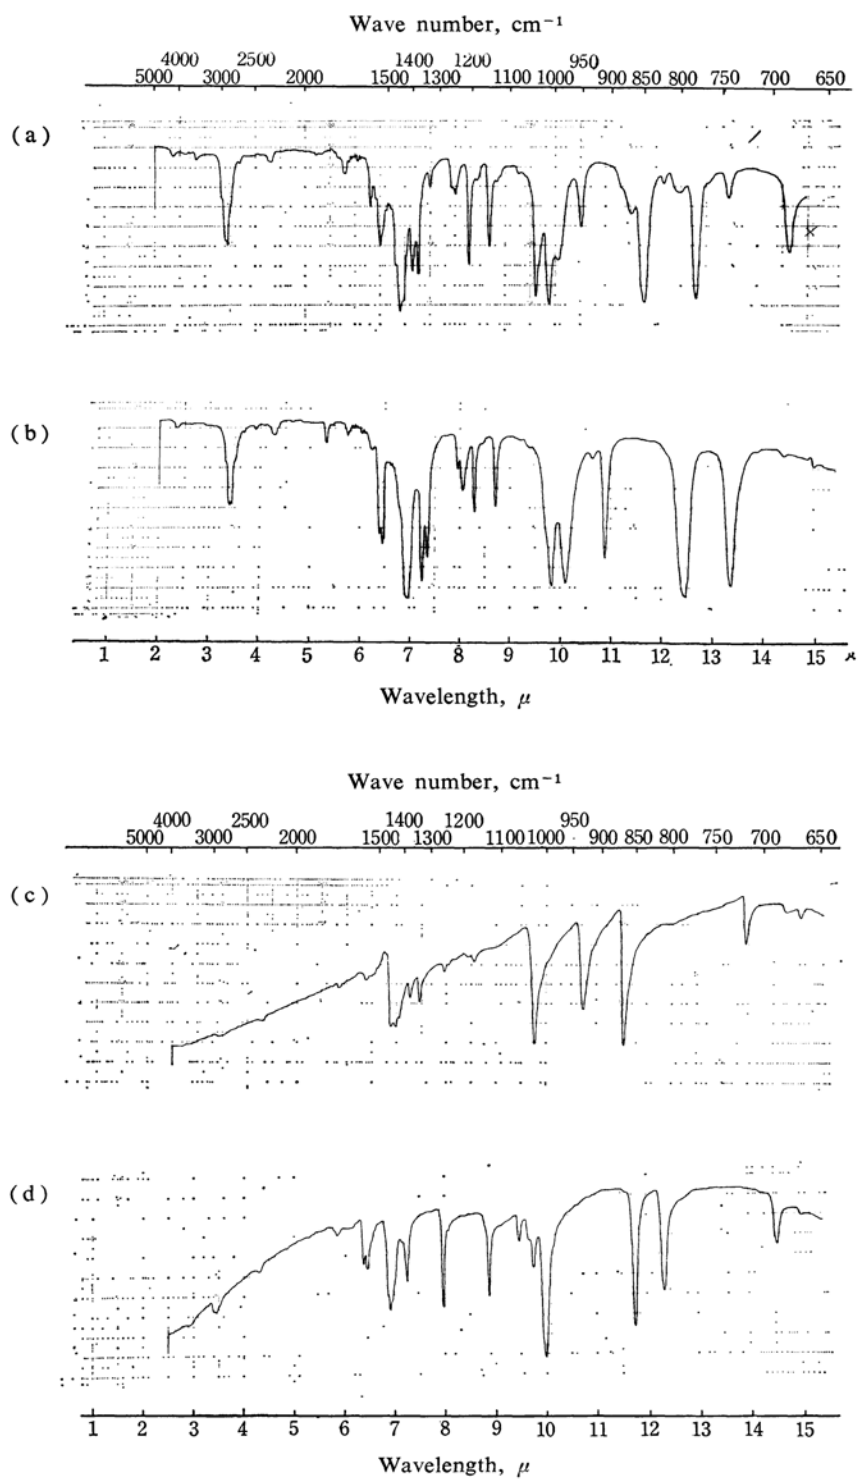 Wave number, cm⁻¹
4000 2500 1400 1200 950
5000 3000 2000 1500 1300 1100 1000 900 850 800 750 700 650
(a)
(b)
1 2 3 4 5 6 7 8 9 10 11 12 13 14 15 μ
Wavelength, μ
Wave number, cm⁻¹
4000 2500 1400 1200 950
5000 3000 2000 1500 1300 1100 1000 900 850 800 750 700 650
(c)
(d)
1 2 3 4 5 6 7 8 9 10 11 12 13 14 15
Wavelength, μ